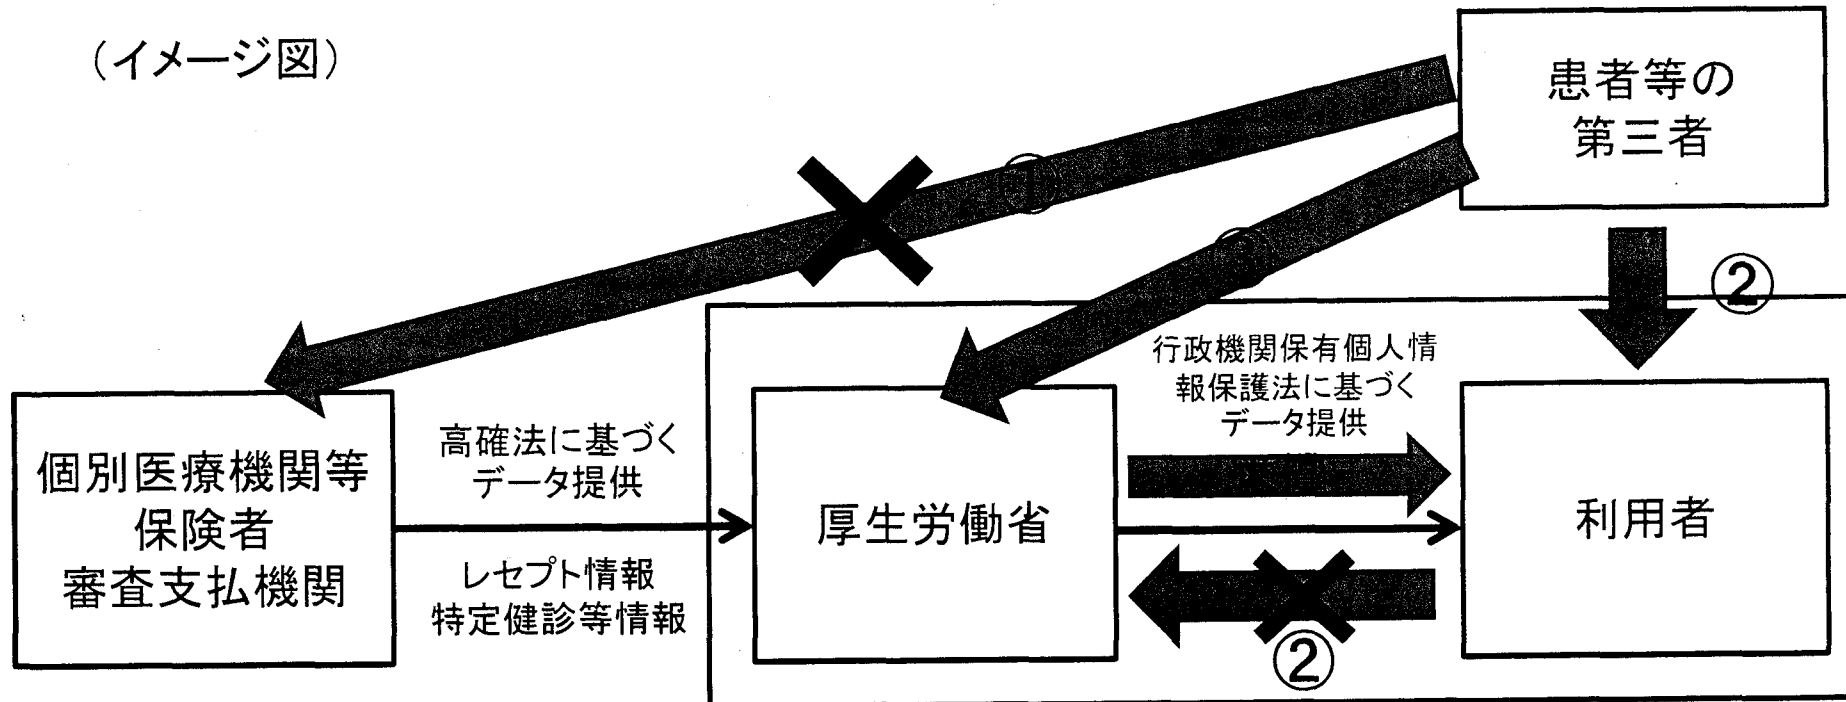 （イメージ図）
患者等の
第三者
①
②
行政機関保有個人情
報保護法に基づく
データ提供
個別医療機関等
保険者
審査支払機関
高確法に基づく
データ提供
レセプト情報
特定健診等情報
厚生労働省
利用者
②